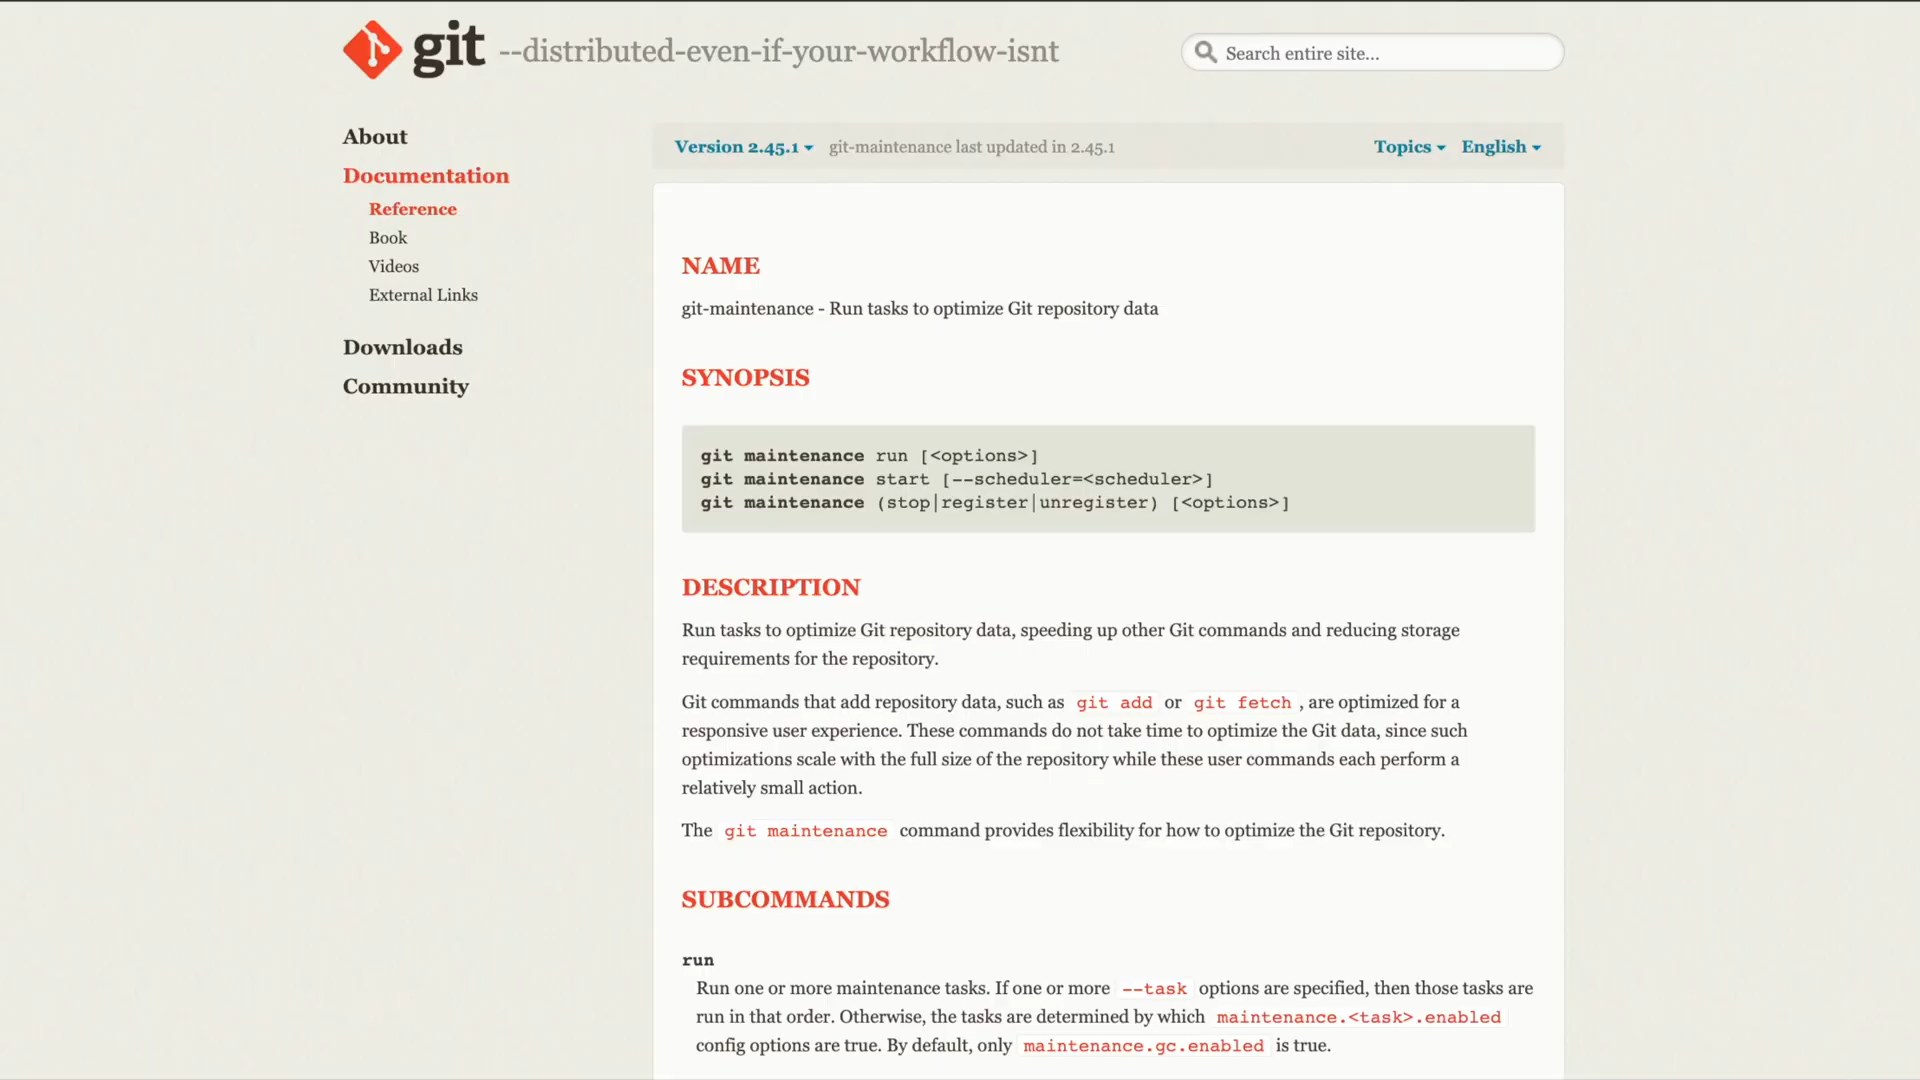 git --distributed-even-if-your-workflow-isnt
Search entire site...
About
Documentation
Reference
Book
Videos
External Links
Downloads
Community
Version 2.45.1 ▾ git-maintenance last updated in 2.45.1
Topics ▾ English ▾
NAME
git-maintenance - Run tasks to optimize Git repository data
SYNOPSIS
git maintenance run [<options>]
git maintenance start [--scheduler=<scheduler>]
git maintenance (stop|register|unregister) [<options>]
DESCRIPTION
Run tasks to optimize Git repository data, speeding up other Git commands and reducing storage
requirements for the repository.
Git commands that add repository data, such as git add or git fetch , are optimized for a
responsive user experience. These commands do not take time to optimize the Git data, since such
optimizations scale with the full size of the repository while these user commands each perform a
relatively small action.
The git maintenance command provides flexibility for how to optimize the Git repository.
SUBCOMMANDS
run
Run one or more maintenance tasks. If one or more --task options are specified, then those tasks are
run in that order. Otherwise, the tasks are determined by which maintenance.<task>.enabled
config options are true. By default, only maintenance.gc.enabled is true.